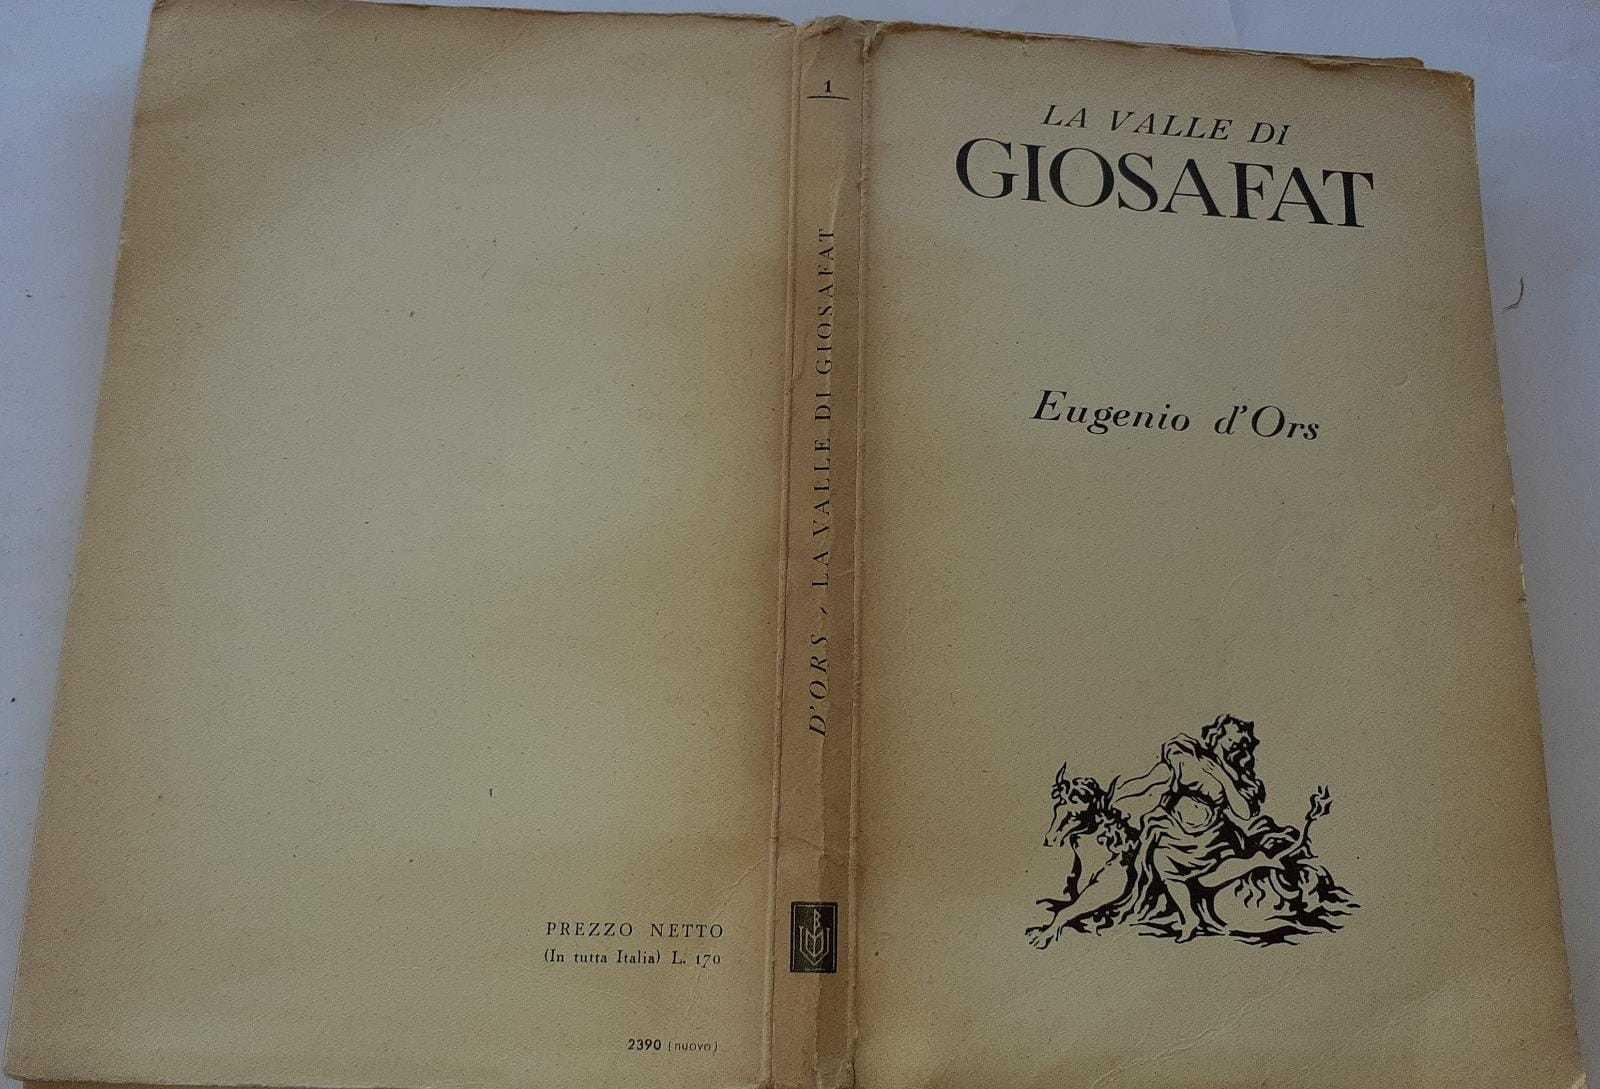 PREZZO NETTO
(In tutta Italia) L. 170
2390 (nuovo)
1
D'ORS - LA VALLE DI GIOSAFAT
LA VALLE DI
GIOSAFAT
Eugenio d'Ors